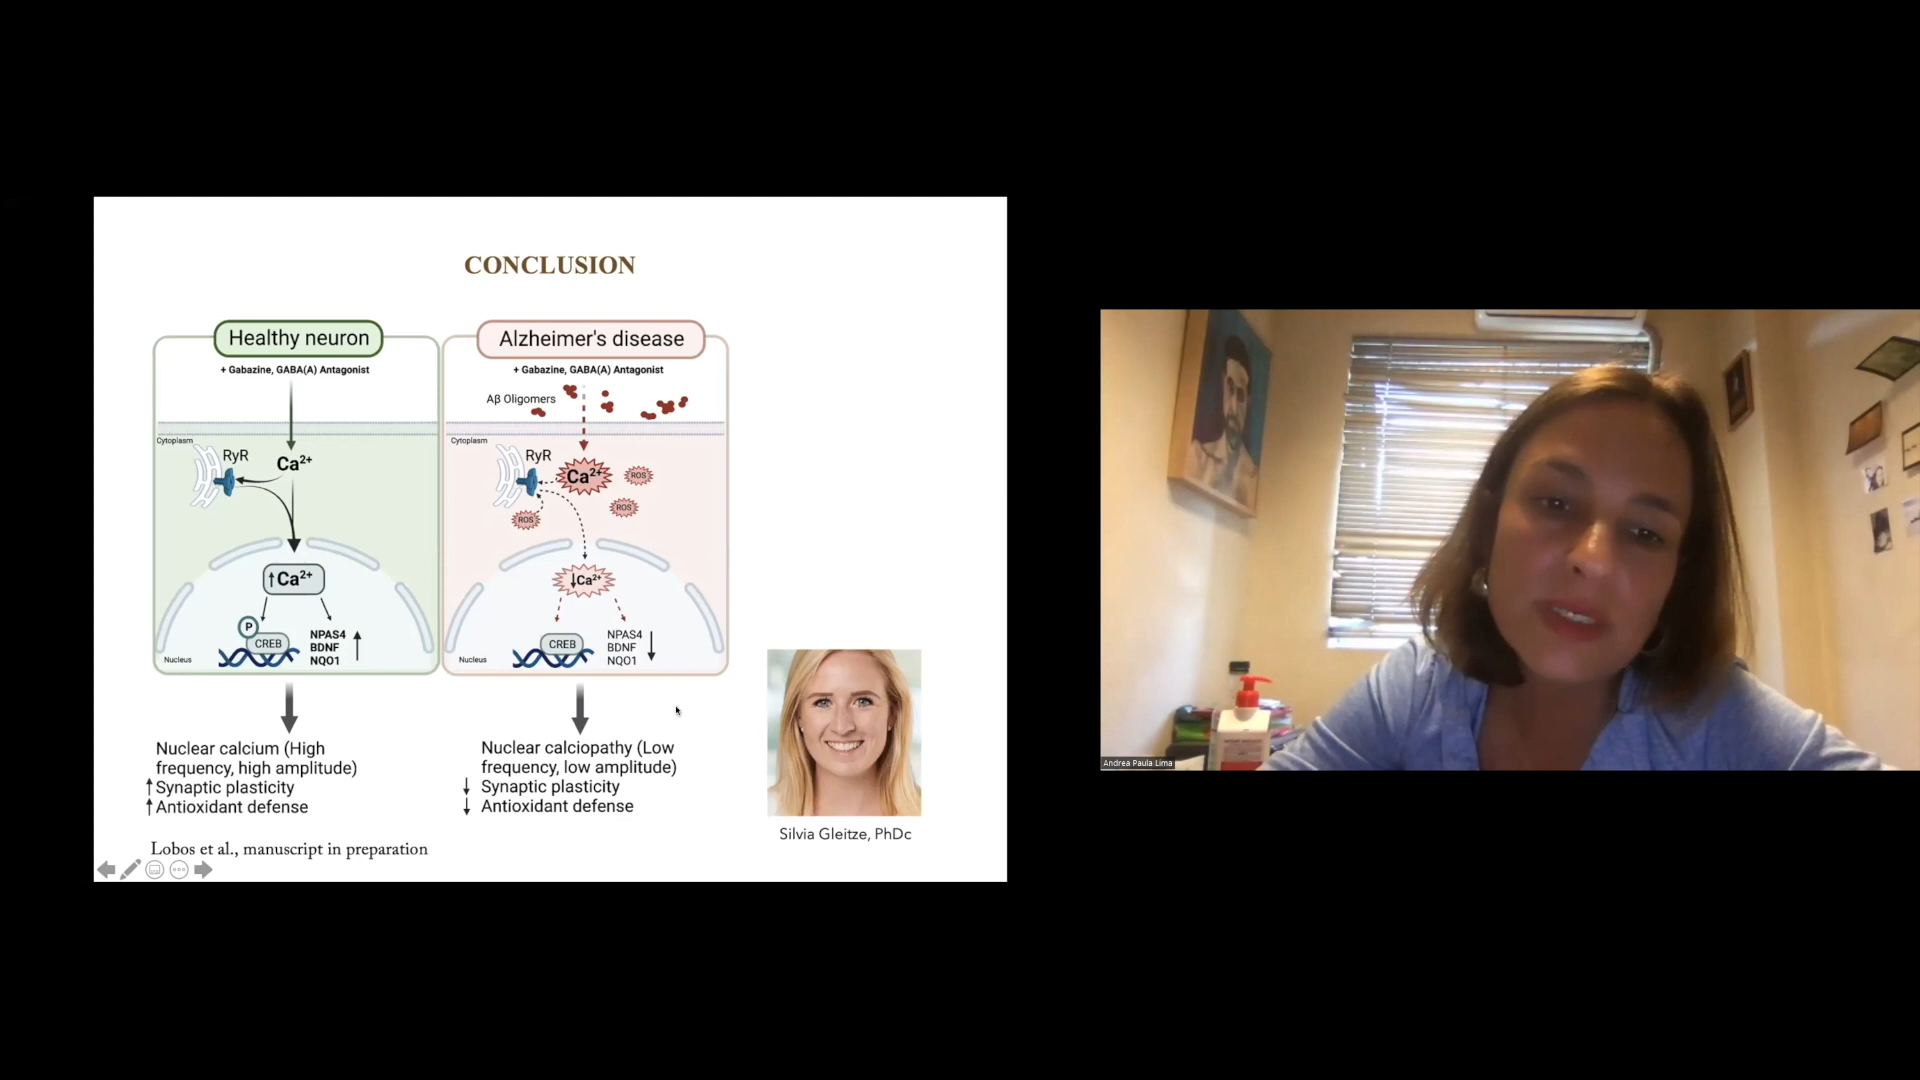 CONCLUSION
Healthy neuron
+ Gabazine, GABA(A) Antagonist
Cytoplasm
RyR
Ca²⁺
↑Ca²⁺
P
CREB
NPAS4
BDNF
NQO1
Nucleus
Nuclear calcium (High
frequency, high amplitude)
↑Synaptic plasticity
↑Antioxidant defense
Alzheimer's disease
+ Gabazine, GABA(A) Antagonist
Aβ Oligomers
Cytoplasm
RyR
Ca²⁺
ROS
ROS
ROS
↓Ca²⁺
CREB
NPAS4
BDNF
NQO1
Nucleus
Nuclear calciopathy (Low
frequency, low amplitude)
↓ Synaptic plasticity
↓ Antioxidant defense
Silvia Gleitze, PhDc
Lobos et al., manuscript in preparation
Andrea Paula Lima